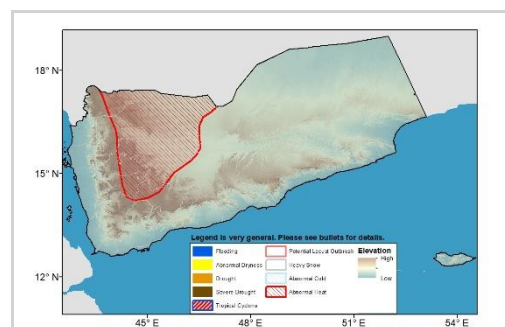 18° N
15° N
12° N
45° E
48° E
51° E
54° E
Legend is very general. Please see bullets for details.
Flooding
Abnormal Dryness
Drought
Severe Drought
Tropical Cyclone
Potential Locust Outbreak
Heavy Snow
Abnormal Cold
Abnormal Heat
Elevation
High
Low